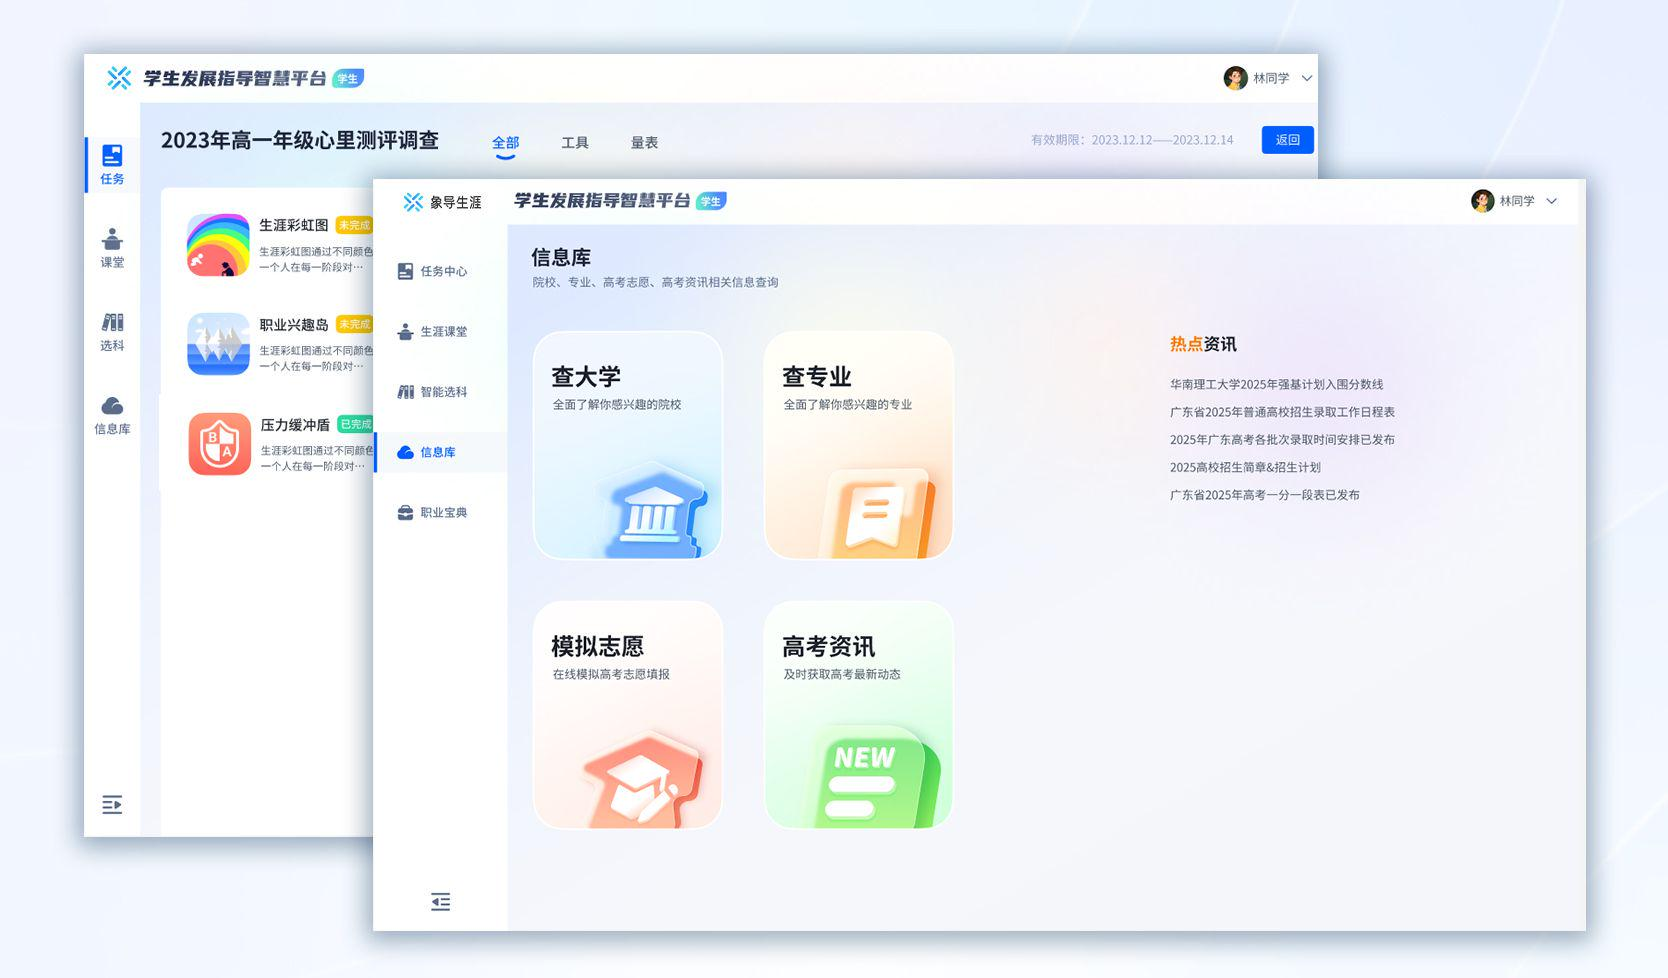 学生发展指导智慧平台 学生
林同学
2023年高一年级心里测评调查
全部 工具 量表
有效期限：2023.12.12——2023.12.14
返回
任务
课堂
选科
信息库
生涯彩虹图 未完成
生涯彩虹图通过不同颜色
一个人在每一阶段对…
职业兴趣岛 未完成
生涯彩虹图通过不同颜色
一个人在每一阶段对…
B
A
压力缓冲盾 已完成
生涯彩虹图通过不同颜色
一个人在每一阶段对…
象导生涯
学生发展指导智慧平台 学生
林同学
任务中心
生涯课堂
智能选科
信息库
职业宝典
信息库
院校、专业、高考志愿、高考资讯相关信息查询
查大学
全面了解你感兴趣的院校
查专业
全面了解你感兴趣的专业
模拟志愿
在线模拟高考志愿填报
高考资讯
及时获取高考最新动态
NEW
热点资讯
华南理工大学2025年强基计划入围分数线
广东省2025年普通高校招生录取工作日程表
2025年广东高考各批次录取时间安排已发布
2025高校招生简章&招生计划
广东省2025年高考一分一段表已发布